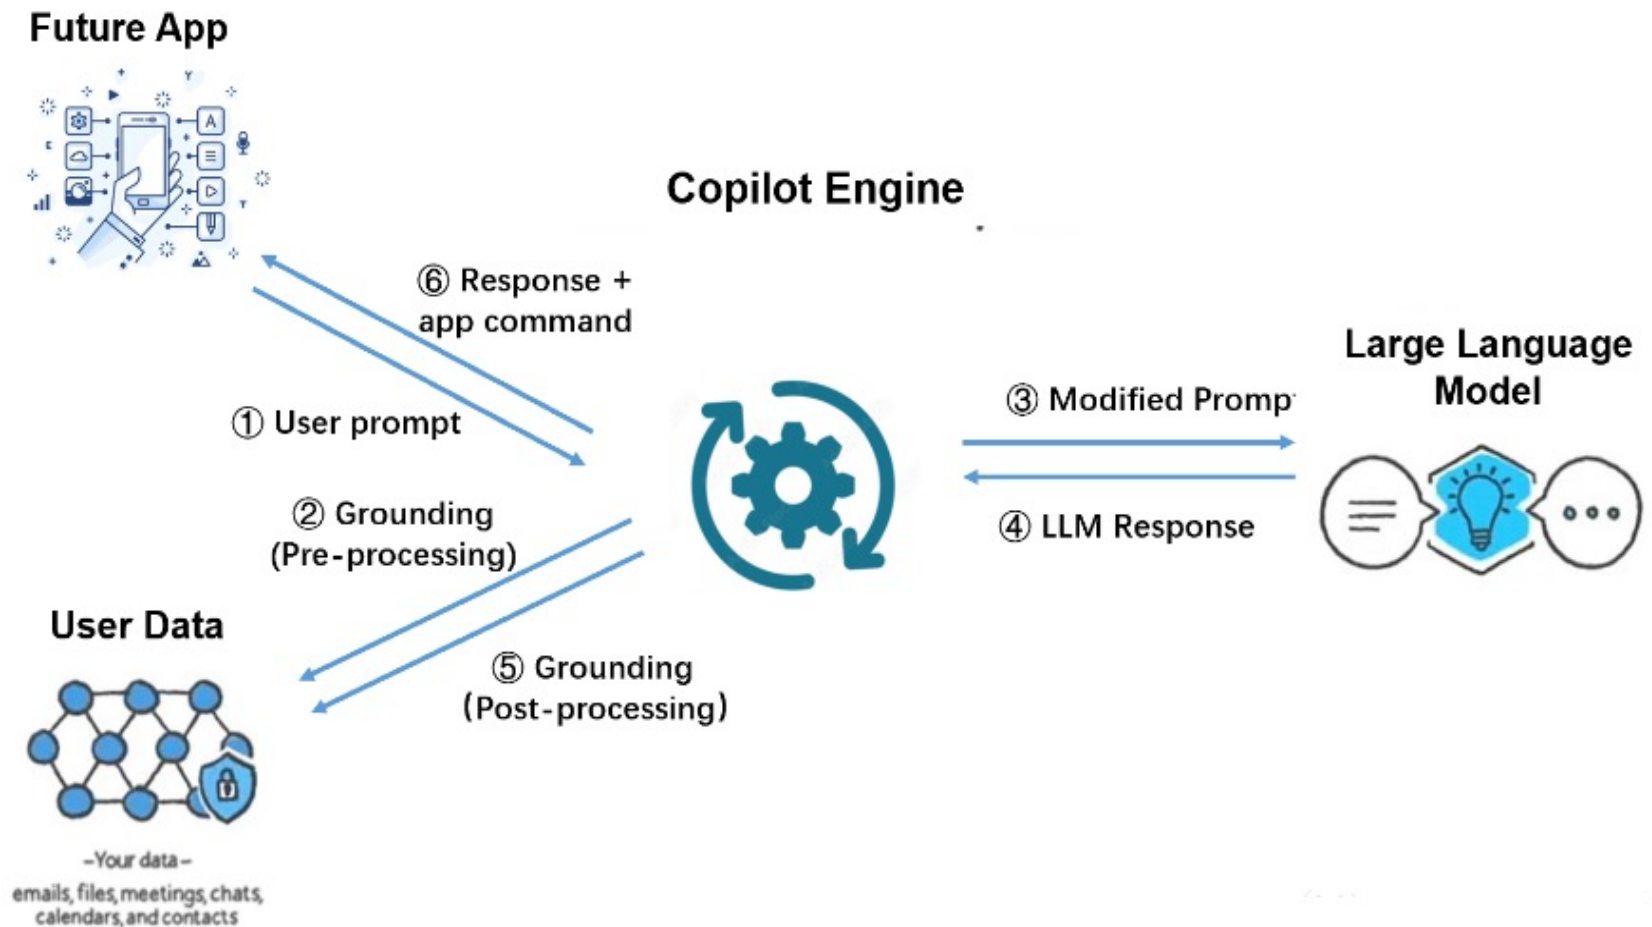 Future App
Copilot Engine
⑥ Response +
app command
① User prompt
Large Language
Model
③ Modified Promp
④ LLM Response
② Grounding
(Pre-processing)
⑤ Grounding
(Post-processing)
User Data
-Your data-
emails, files, meetings, chats,
calendars, and contacts